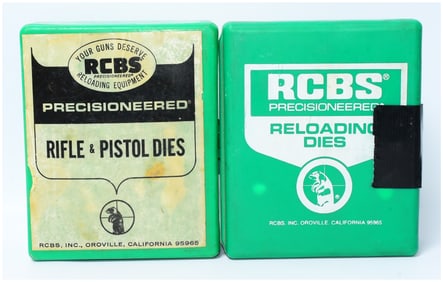 YOUR GUNS DESERVE
RCBS
PRECISIONEERED
RELOADING EQUIPMENT
PRECISIONEERED®
RIFLE & PISTOL DIES
RCBS, INC., OROVILLE, CALIFORNIA 95965
RCBS®
PRECISIONEERED®
RELOADING
DIES
RCBS, INC. OROVILLE, CALIFORNIA 95965